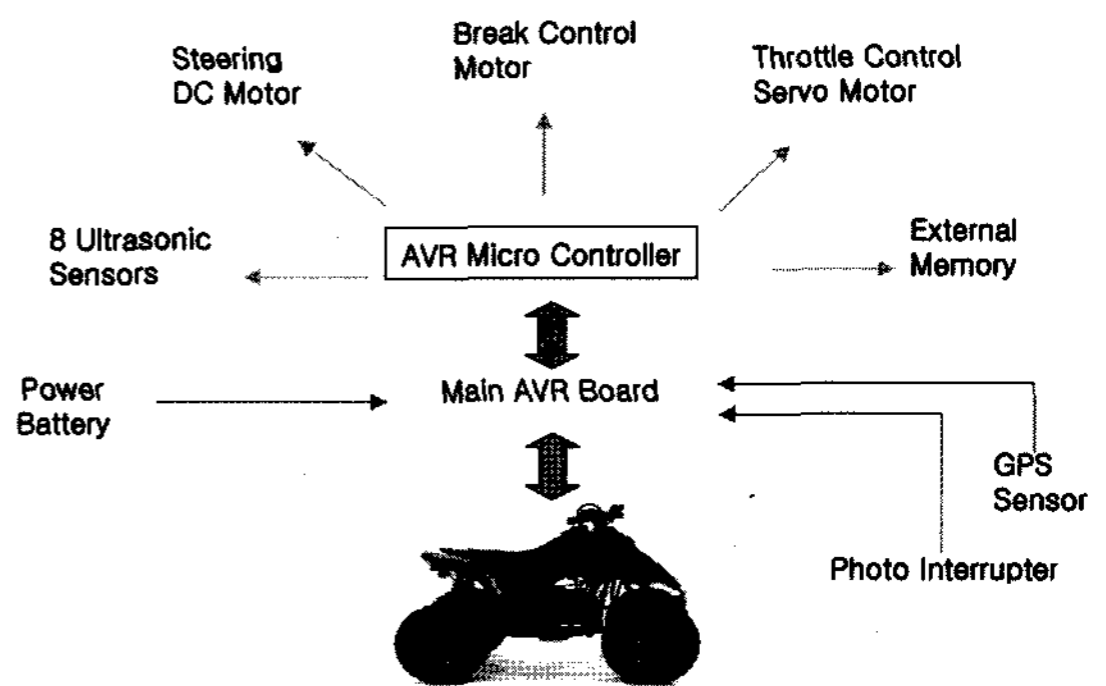 Steering
DC Motor
Break Control
Motor
Throttle Control
Servo Motor
8 Ultrasonic
Sensors
AVR Micro Controller
External
Memory
Power
Battery
Main AVR Board
GPS
Sensor
Photo Interrupter